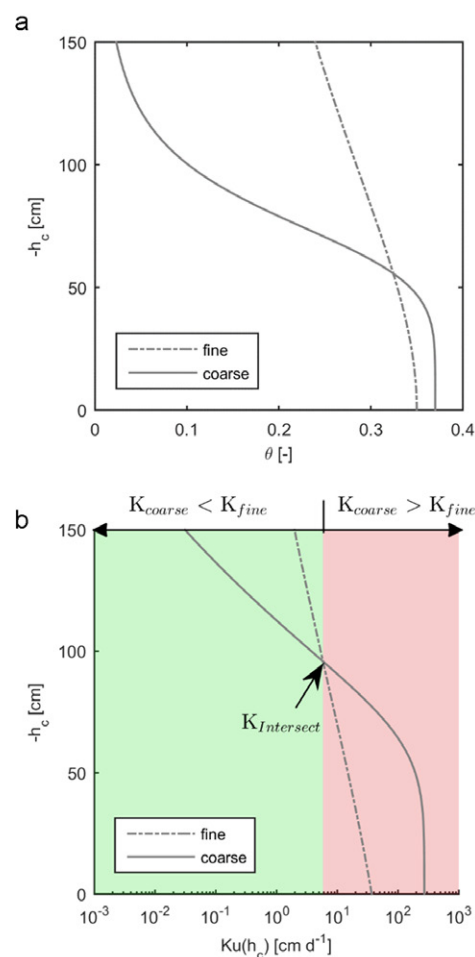 a
150
100
50
0
-h_c [cm]
fine
coarse
0 0.1 0.2 0.3 0.4
θ [-]
b
K_coarse < K_fine K_coarse > K_fine
150
100
50
0
-h_c [cm]
K_Intersect
fine
coarse
10^-3 10^-2 10^-1 10^0 10^1 10^2 10^3
Ku(h_c) [cm d^-1]